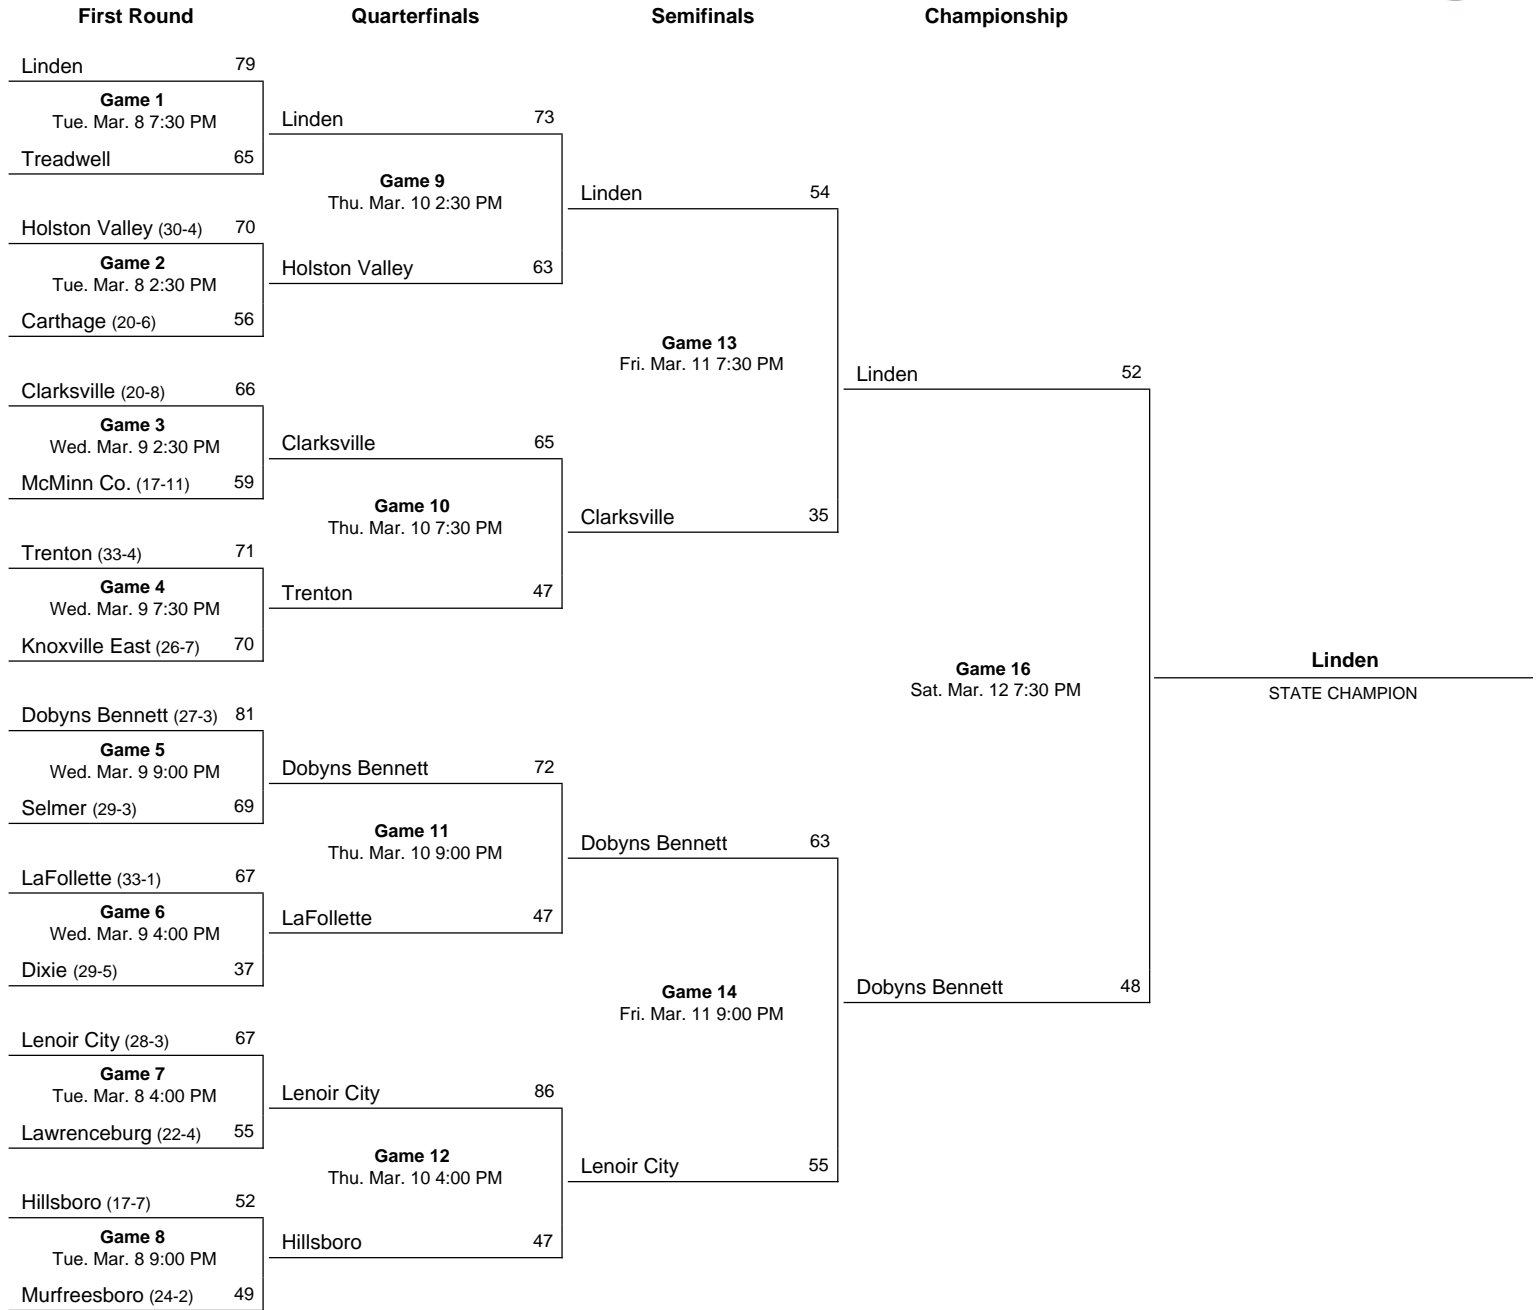 First Round
Quarterfinals
Semifinals
Championship
Linden 79
Game 1
Tue. Mar. 8 7:30 PM
Treadwell 65
Holston Valley (30-4) 70
Game 2
Tue. Mar. 8 2:30 PM
Carthage (20-6) 56
Clarksville (20-8) 66
Game 3
Wed. Mar. 9 2:30 PM
McMinn Co. (17-11) 59
Trenton (33-4) 71
Game 4
Wed. Mar. 9 7:30 PM
Knoxville East (26-7) 70
Dobyns Bennett (27-3) 81
Game 5
Wed. Mar. 9 9:00 PM
Selmer (29-3) 69
LaFollette (33-1) 67
Game 6
Wed. Mar. 9 4:00 PM
Dixie (29-5) 37
Lenoir City (28-3) 67
Game 7
Tue. Mar. 8 4:00 PM
Lawrenceburg (22-4) 55
Hillsboro (17-7) 52
Game 8
Tue. Mar. 8 9:00 PM
Murfreesboro (24-2) 49
Linden 73
Game 9
Thu. Mar. 10 2:30 PM
Holston Valley 63
Clarksville 65
Game 10
Thu. Mar. 10 7:30 PM
Trenton 47
Dobyns Bennett 72
Game 11
Thu. Mar. 10 9:00 PM
LaFollette 47
Lenoir City 86
Game 12
Thu. Mar. 10 4:00 PM
Hillsboro 47
Linden 54
Game 13
Fri. Mar. 11 7:30 PM
Clarksville 35
Dobyns Bennett 63
Game 14
Fri. Mar. 11 9:00 PM
Lenoir City 55
Linden 52
Game 16
Sat. Mar. 12 7:30 PM
Dobyns Bennett 48
Linden
STATE CHAMPION